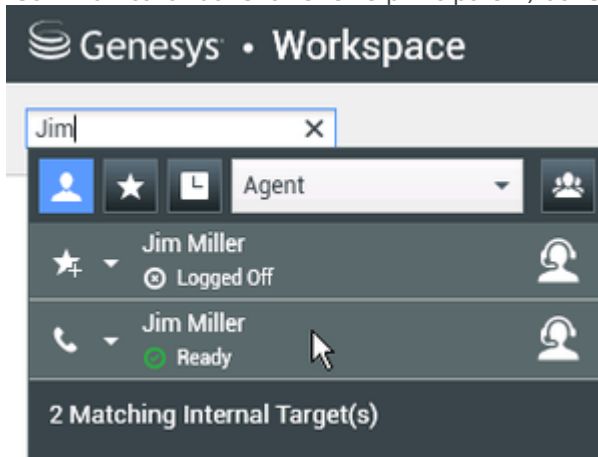 Genesys • Workspace
Jim
Agent
Jim Miller
Logged Off
Jim Miller
Ready
2 Matching Internal Target(s)